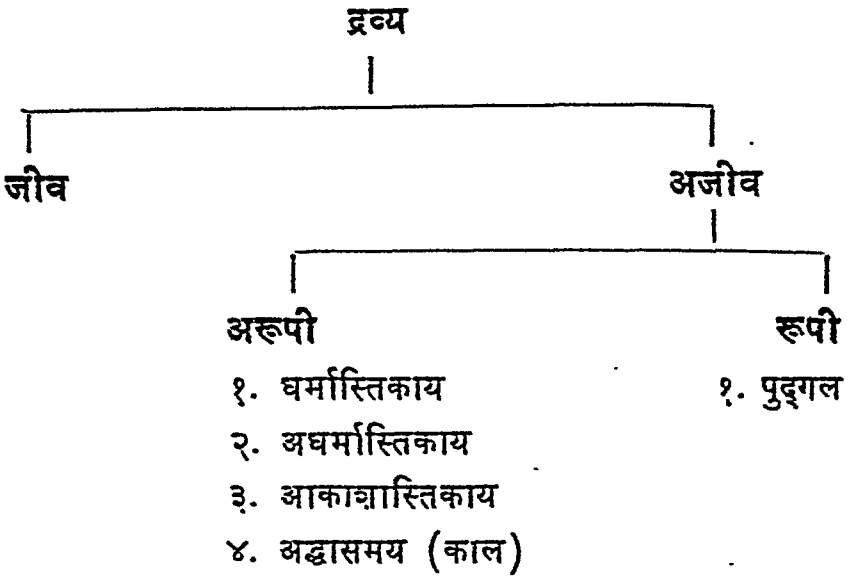 द्रव्य
जीव अजीव
अरूपी रूपी
१. धर्मास्तिकाय १. पुद्गल
२. अधर्मास्तिकाय
३. आकाशास्तिकाय
४. अद्धासमय (काल)